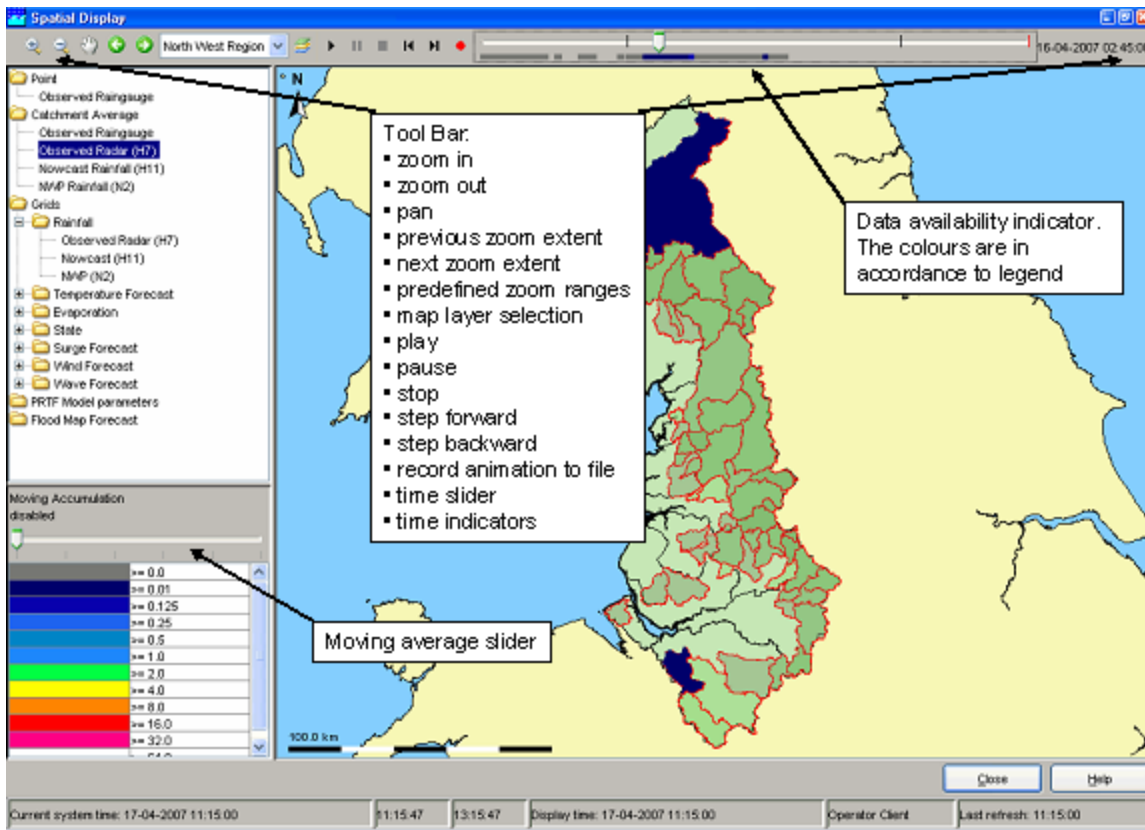 Spatial Display
North West Region
16-04-2007 02:45:00
Point
Observed Raingauge
Catchment Average
Observed Raingauge
Observed Radar (H7)
Nowcast Rainfall (H11)
NWP Rainfall (N2)
Grids
Rainfall
Observed Radar (H7)
Nowcast (H11)
NWP (N2)
Temperature Forecast
Evaporation
State
Surge Forecast
Wind Forecast
Wave Forecast
PRTF Model parameters
Flood Map Forecast
Moving Accumulation
disabled
>= 0.0
>= 0.01
>= 0.125
>= 0.25
>= 0.5
>= 1.0
>= 2.0
>= 4.0
>= 8.0
>= 16.0
>= 32.0
° N
Tool Bar:
▪ zoom in
▪ zoom out
▪ pan
▪ previous zoom extent
▪ next zoom extent
▪ predefined zoom ranges
▪ map layer selection
▪ play
▪ pause
▪ stop
▪ step forward
▪ step backward
▪ record animation to file
▪ time slider
▪ time indicators
Data availability indicator.
The colours are in
accordance to legend
Moving average slider
100.0 km
Close
Help
Current system time: 17-04-2007 11:15:00
11:15:47
13:15:47
Display time: 17-04-2007 11:15:00
Operator Client
Last refresh: 11:15:00